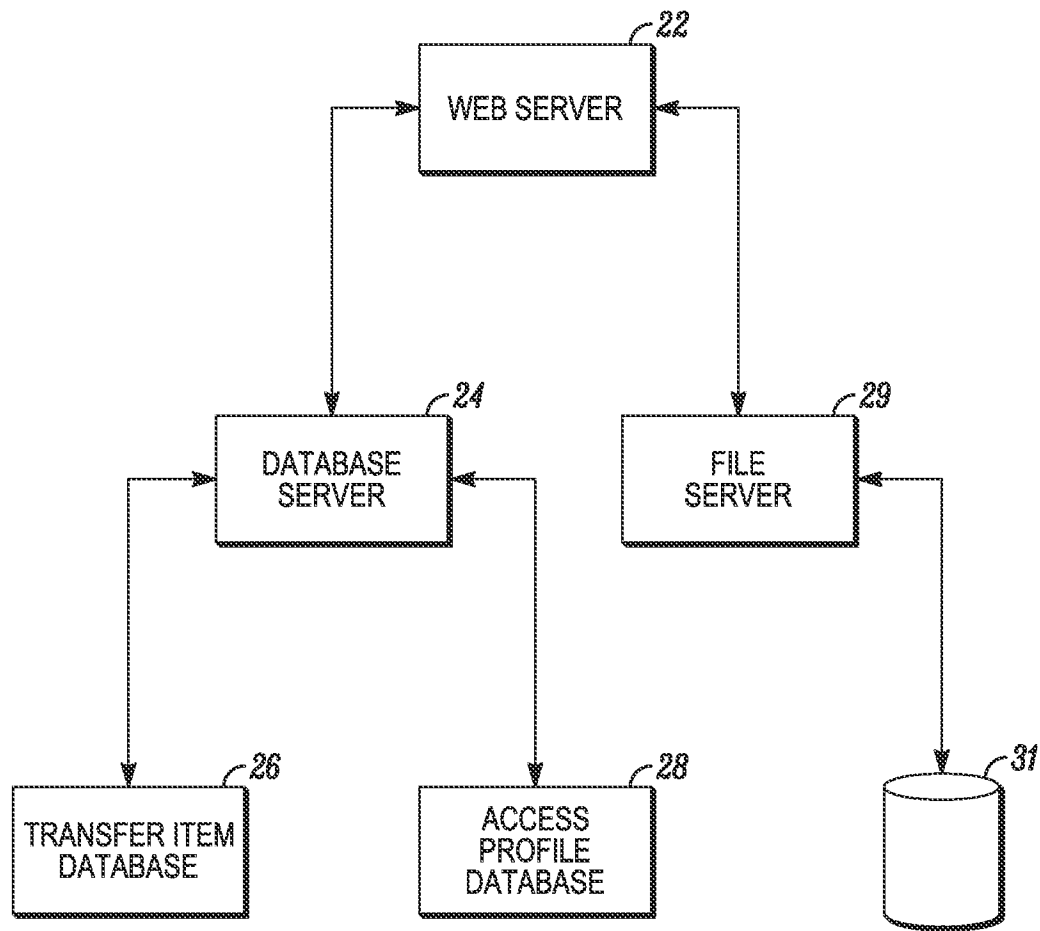 22
WEB SERVER
24
DATABASE
SERVER
29
FILE
SERVER
26
TRANSFER ITEM
DATABASE
28
ACCESS
PROFILE
DATABASE
31